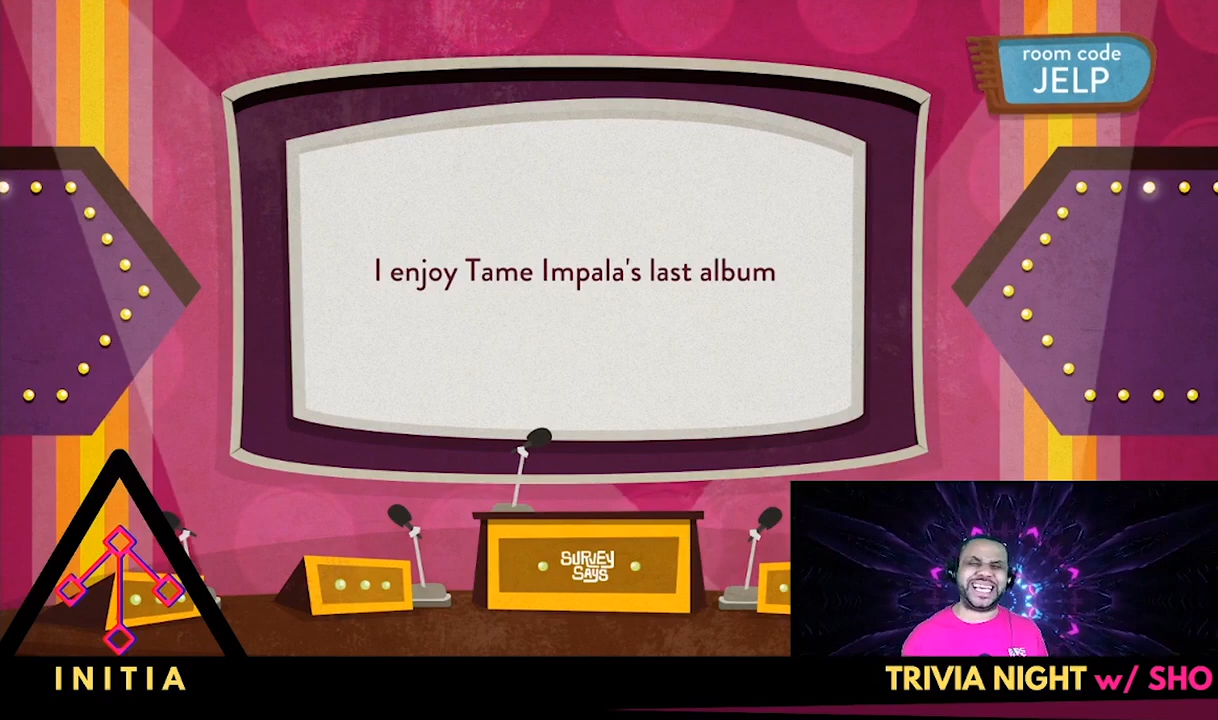 room code
JELP
I enjoy Tame Impala's last album
SURVEY
SAYS
INITIA
TRIVIA NIGHT w/ SHO